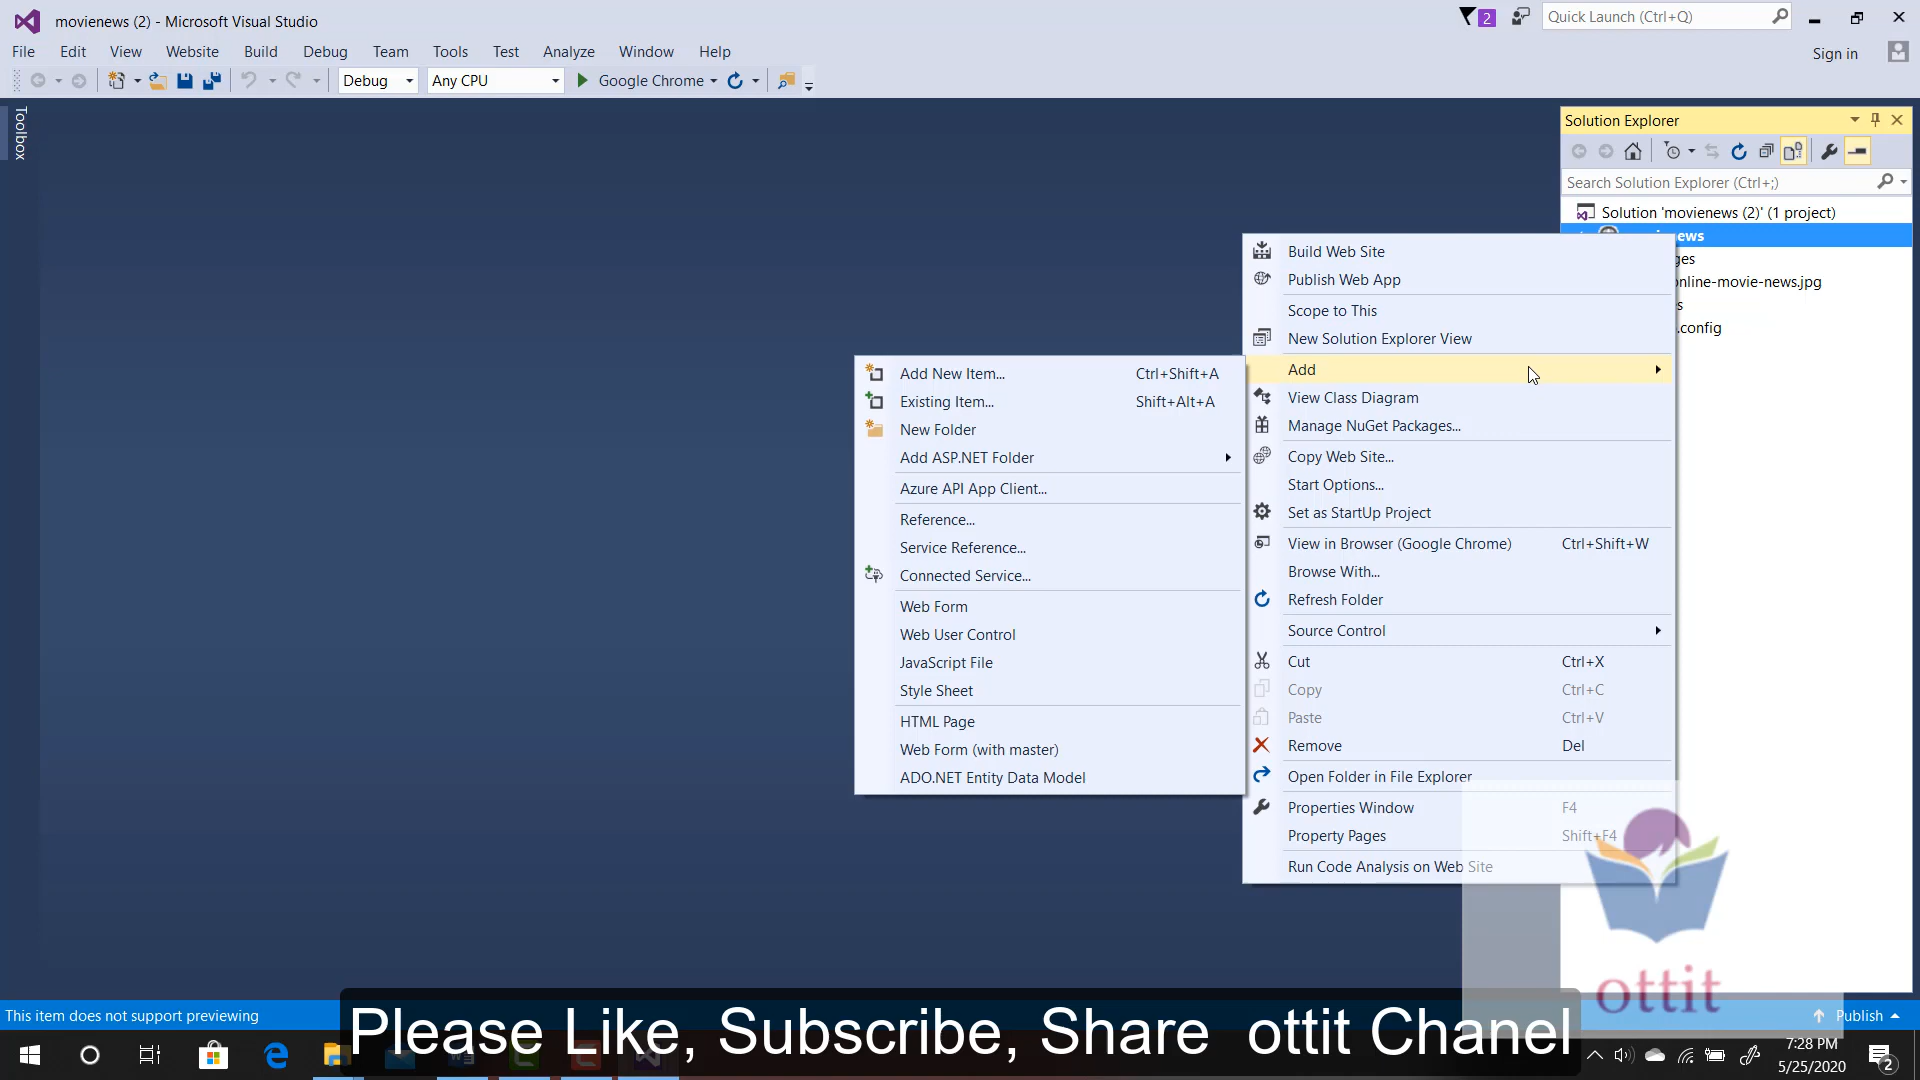 movienews (2) - Microsoft Visual Studio
2
Quick Launch (Ctrl+Q)
File Edit View Website Build Debug Team Tools Test Analyze Window Help
Sign in
Debug Any CPU Google Chrome
Toolbox
Solution Explorer
Search Solution Explorer (Ctrl+;)
Solution 'movienews (2)' (1 project)
ews
ges
nline-movie-news.jpg
s
.config
Build Web Site
Publish Web App
Scope to This
New Solution Explorer View
Add
View Class Diagram
Manage NuGet Packages...
Copy Web Site...
Start Options...
Set as StartUp Project
View in Browser (Google Chrome) Ctrl+Shift+W
Browse With...
Refresh Folder
Source Control
Cut Ctrl+X
Copy Ctrl+C
Paste Ctrl+V
Remove Del
Open Folder in File Explorer
Properties Window F4
Property Pages Shift+F4
Run Code Analysis on Web Site
Add New Item... Ctrl+Shift+A
Existing Item... Shift+Alt+A
New Folder
Add ASP.NET Folder
Azure API App Client...
Reference...
Service Reference...
Connected Service...
Web Form
Web User Control
JavaScript File
Style Sheet
HTML Page
Web Form (with master)
ADO.NET Entity Data Model
ottit
This item does not support previewing
Publish
Please Like, Subscribe, Share ottit Chanel
7:28 PM
5/25/2020
2